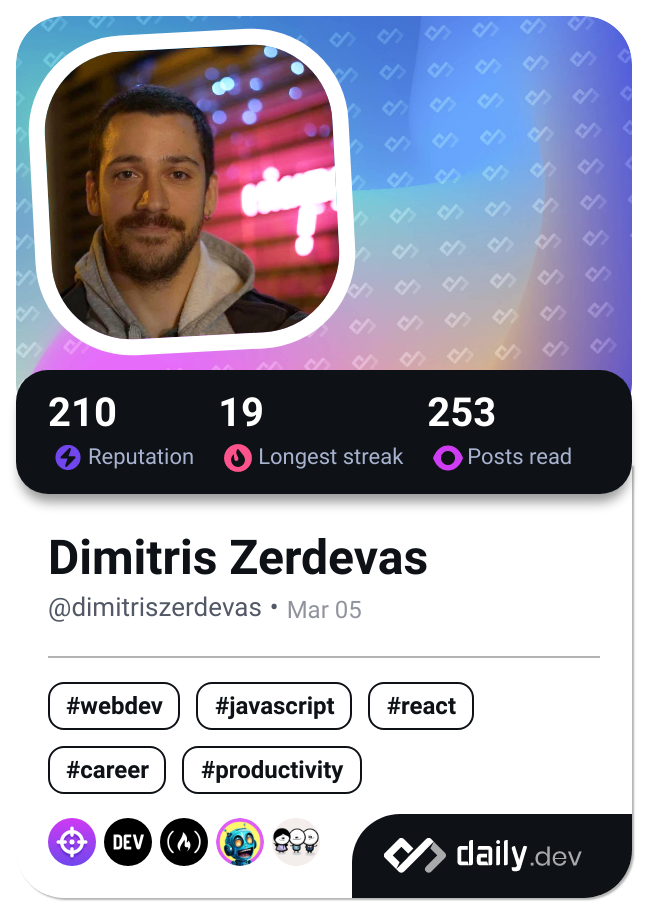 210 19 253
Reputation Longest streak Posts read
Dimitris Zerdevas
@dimitriszerdevas • Mar 05
#webdev #javascript #react
#career #productivity
DEV
daily.dev